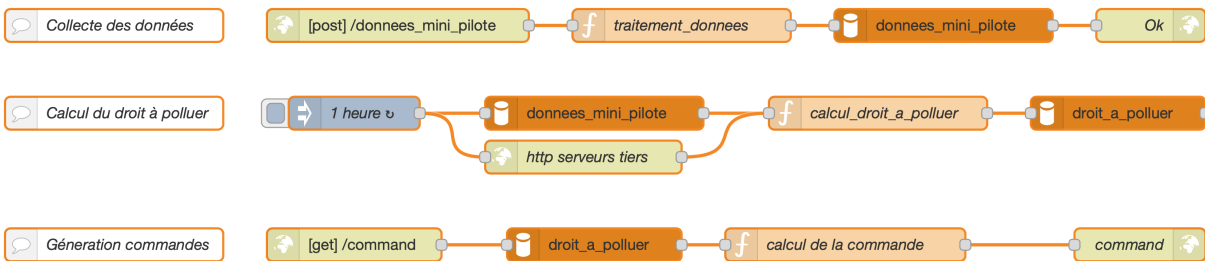 Collecte des données
[post] /donnees_mini_pilote
traitement_donnees
donnees_mini_pilote
Ok
Calcul du droit à polluer
1 heure ↻
donnees_mini_pilote
calcul_droit_a_polluer
droit_a_polluer
http serveurs tiers
Géneration commandes
[get] /command
droit_a_polluer
calcul de la commande
command